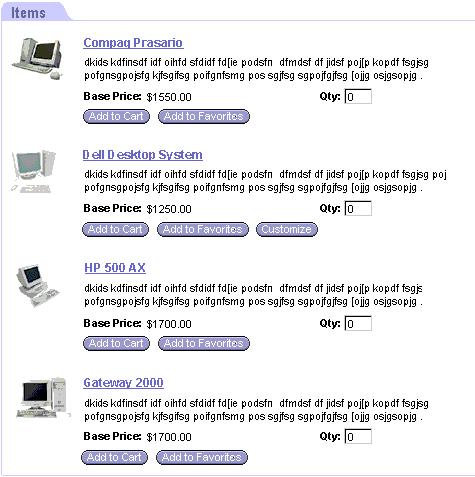 Items
Compaq Prasario
dkids kdfinsdf idf oihfd sfdidf fd[ie podsfn dfmdsf df jidsf poj[p kopdf fsgjsg
pofgnsgpojsfg kjfsgifsg poifgnfsmg pos sgjfsg sgpojfgjfsg [ojjg osjgsopjg .
Base Price: $1550.00 Qty: 0
Add to Cart Add to Favorites
Dell Desktop System
dkids kdfinsdf idf oihfd sfdidf fd[ie podsfn dfmdsf df jidsf poj[p kopdf fsgjsg poj
pofgnsgpojsfg kjfsgifsg poifgnfsmg pos sgjfsg sgpojfgjfsg [ojjg osjgsopjg .
Base Price: $1250.00 Qty: 0
Add to Cart Add to Favorites Customize
HP 500 AX
dkids kdfinsdf idf oihfd sfdidf fd[ie podsfn dfmdsf df jidsf poj[p kopdf fsgjs
pofgnsgpojsfg kjfsgifsg poifgnfsmg pos sgjfsg sgpojfgjfsg [ojjg osjgsopjg .
Base Price: $1700.00 Qty: 0
Add to Cart Add to Favorites
Gateway 2000
dkids kdfinsdf idf oihfd sfdidf fd[ie podsfn dfmdsf df jidsf poj[p kopdf fsgjsg
pofgnsgpojsfg kjfsgifsg poifgnfsmg pos sgjfsg sgpojfgjfsg [ojjg osjgsopjg .
Base Price: $1700.00 Qty: 0
Add to Cart Add to Favorites